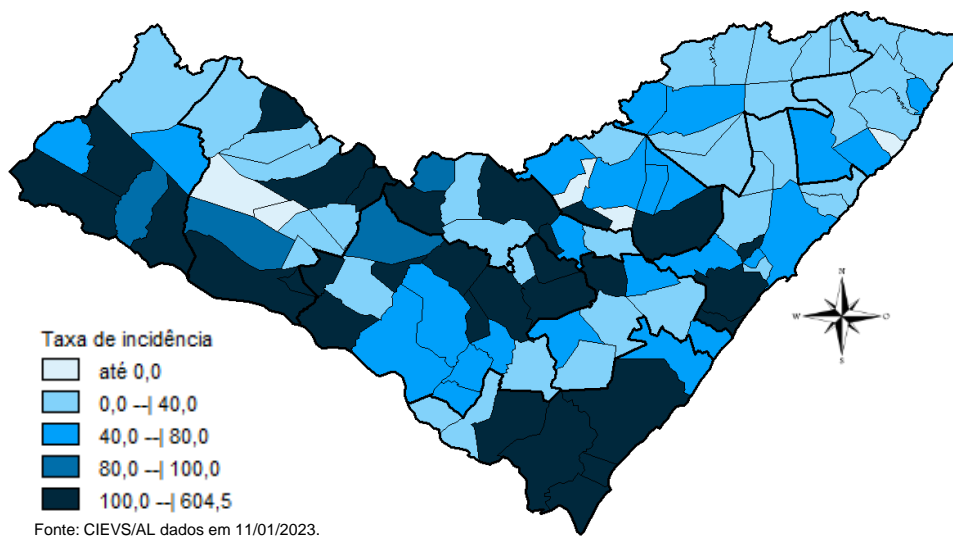 N
W O
S
Taxa de incidência
até 0,0
0,0 --| 40,0
40,0 --| 80,0
80,0 --| 100,0
100,0 --| 604,5
Fonte: CIEVS/AL dados em 11/01/2023.